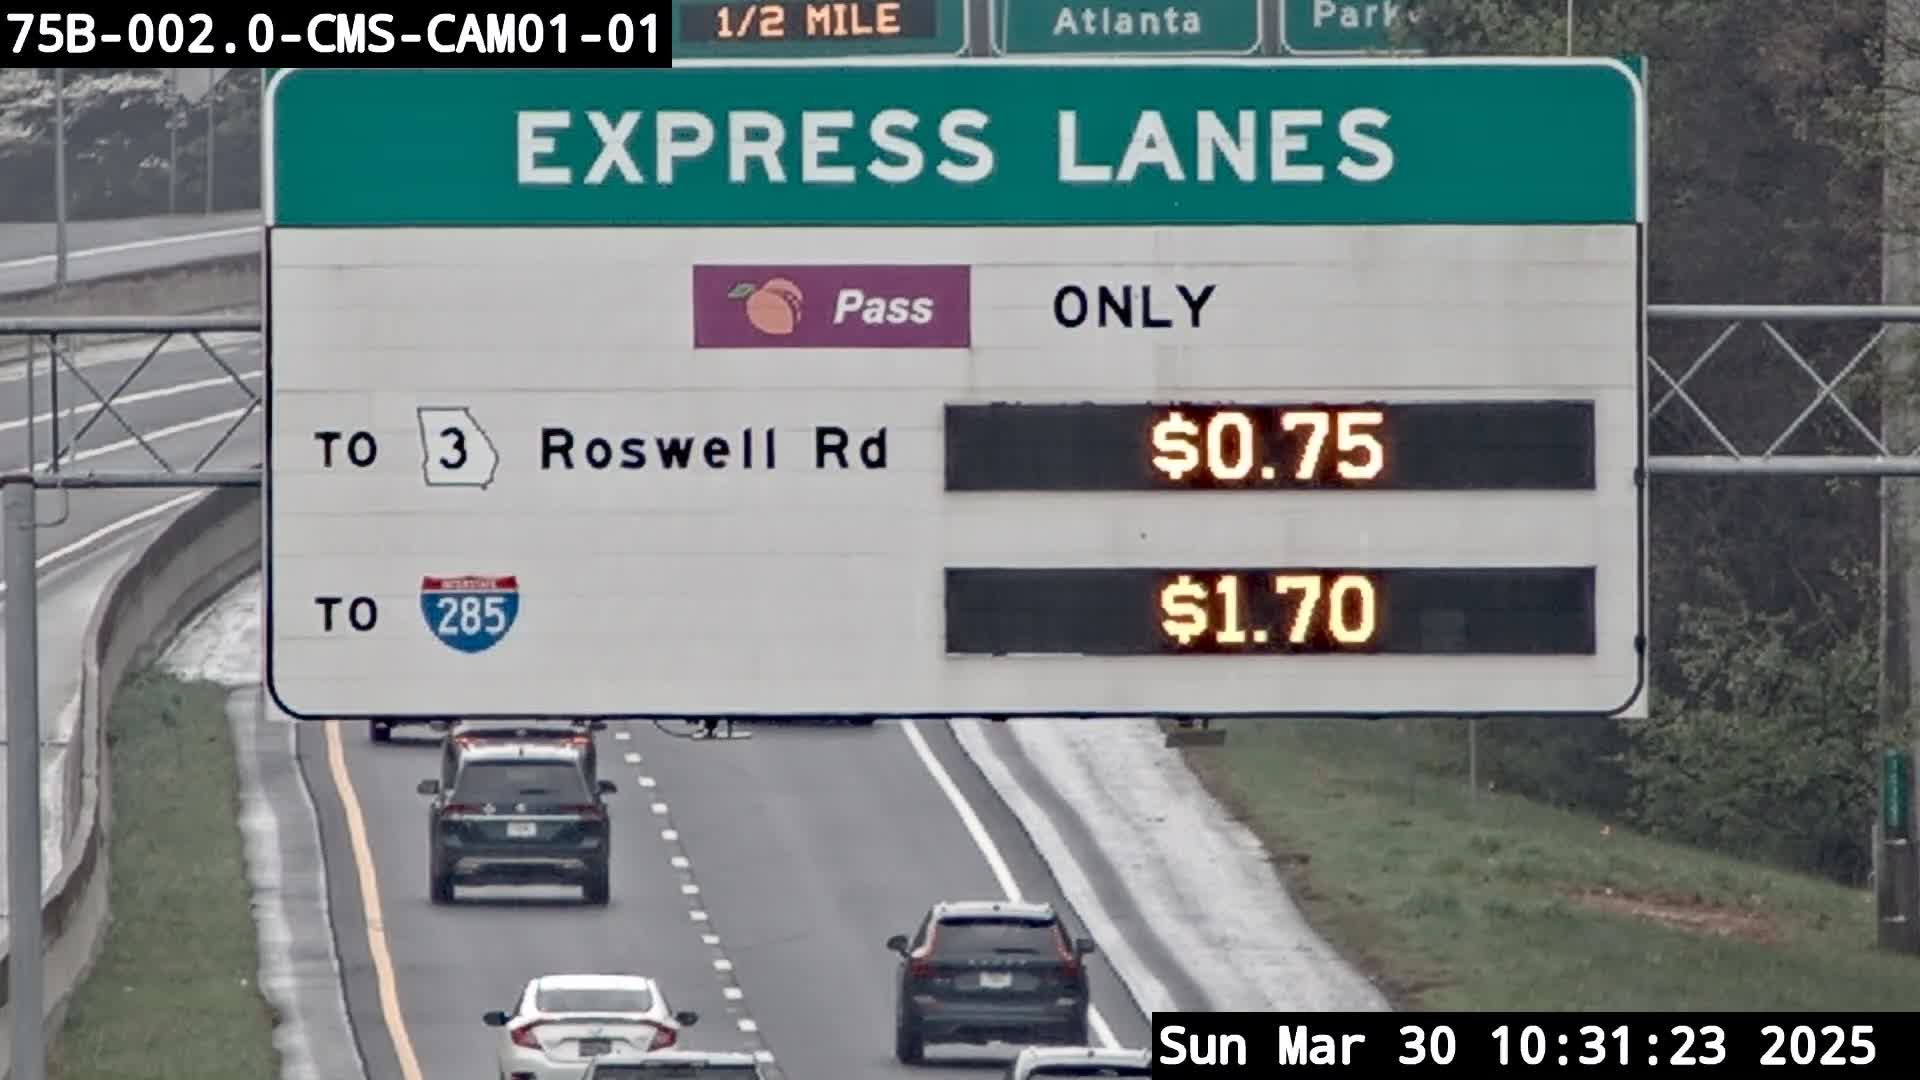 75B-002.0-CMS-CAM01-01
1/2 MILE
Atlanta
EXPRESS LANES
Pass ONLY
TO 3 Roswell Rd $0.75
TO INTERSTATE 285 $1.70
Sun Mar 30 10:31:23 2025